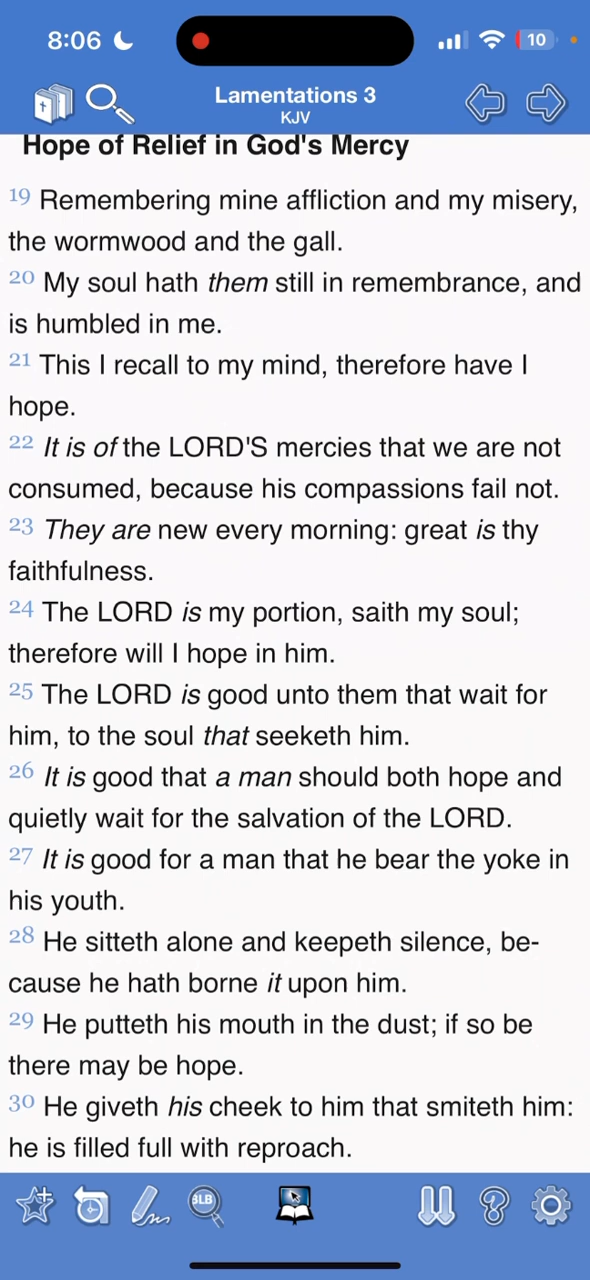 8:06
10
Lamentations 3
KJV
Hope of Relief in God's Mercy
19 Remembering mine affliction and my misery,
the wormwood and the gall.
20 My soul hath them still in remembrance, and
is humbled in me.
21 This I recall to my mind, therefore have I
hope.
22 It is of the LORD'S mercies that we are not
consumed, because his compassions fail not.
23 They are new every morning: great is thy
faithfulness.
24 The LORD is my portion, saith my soul;
therefore will I hope in him.
25 The LORD is good unto them that wait for
him, to the soul that seeketh him.
26 It is good that a man should both hope and
quietly wait for the salvation of the LORD.
27 It is good for a man that he bear the yoke in
his youth.
28 He sitteth alone and keepeth silence, be-
cause he hath borne it upon him.
29 He putteth his mouth in the dust; if so be
there may be hope.
30 He giveth his cheek to him that smiteth him:
he is filled full with reproach.
BLB